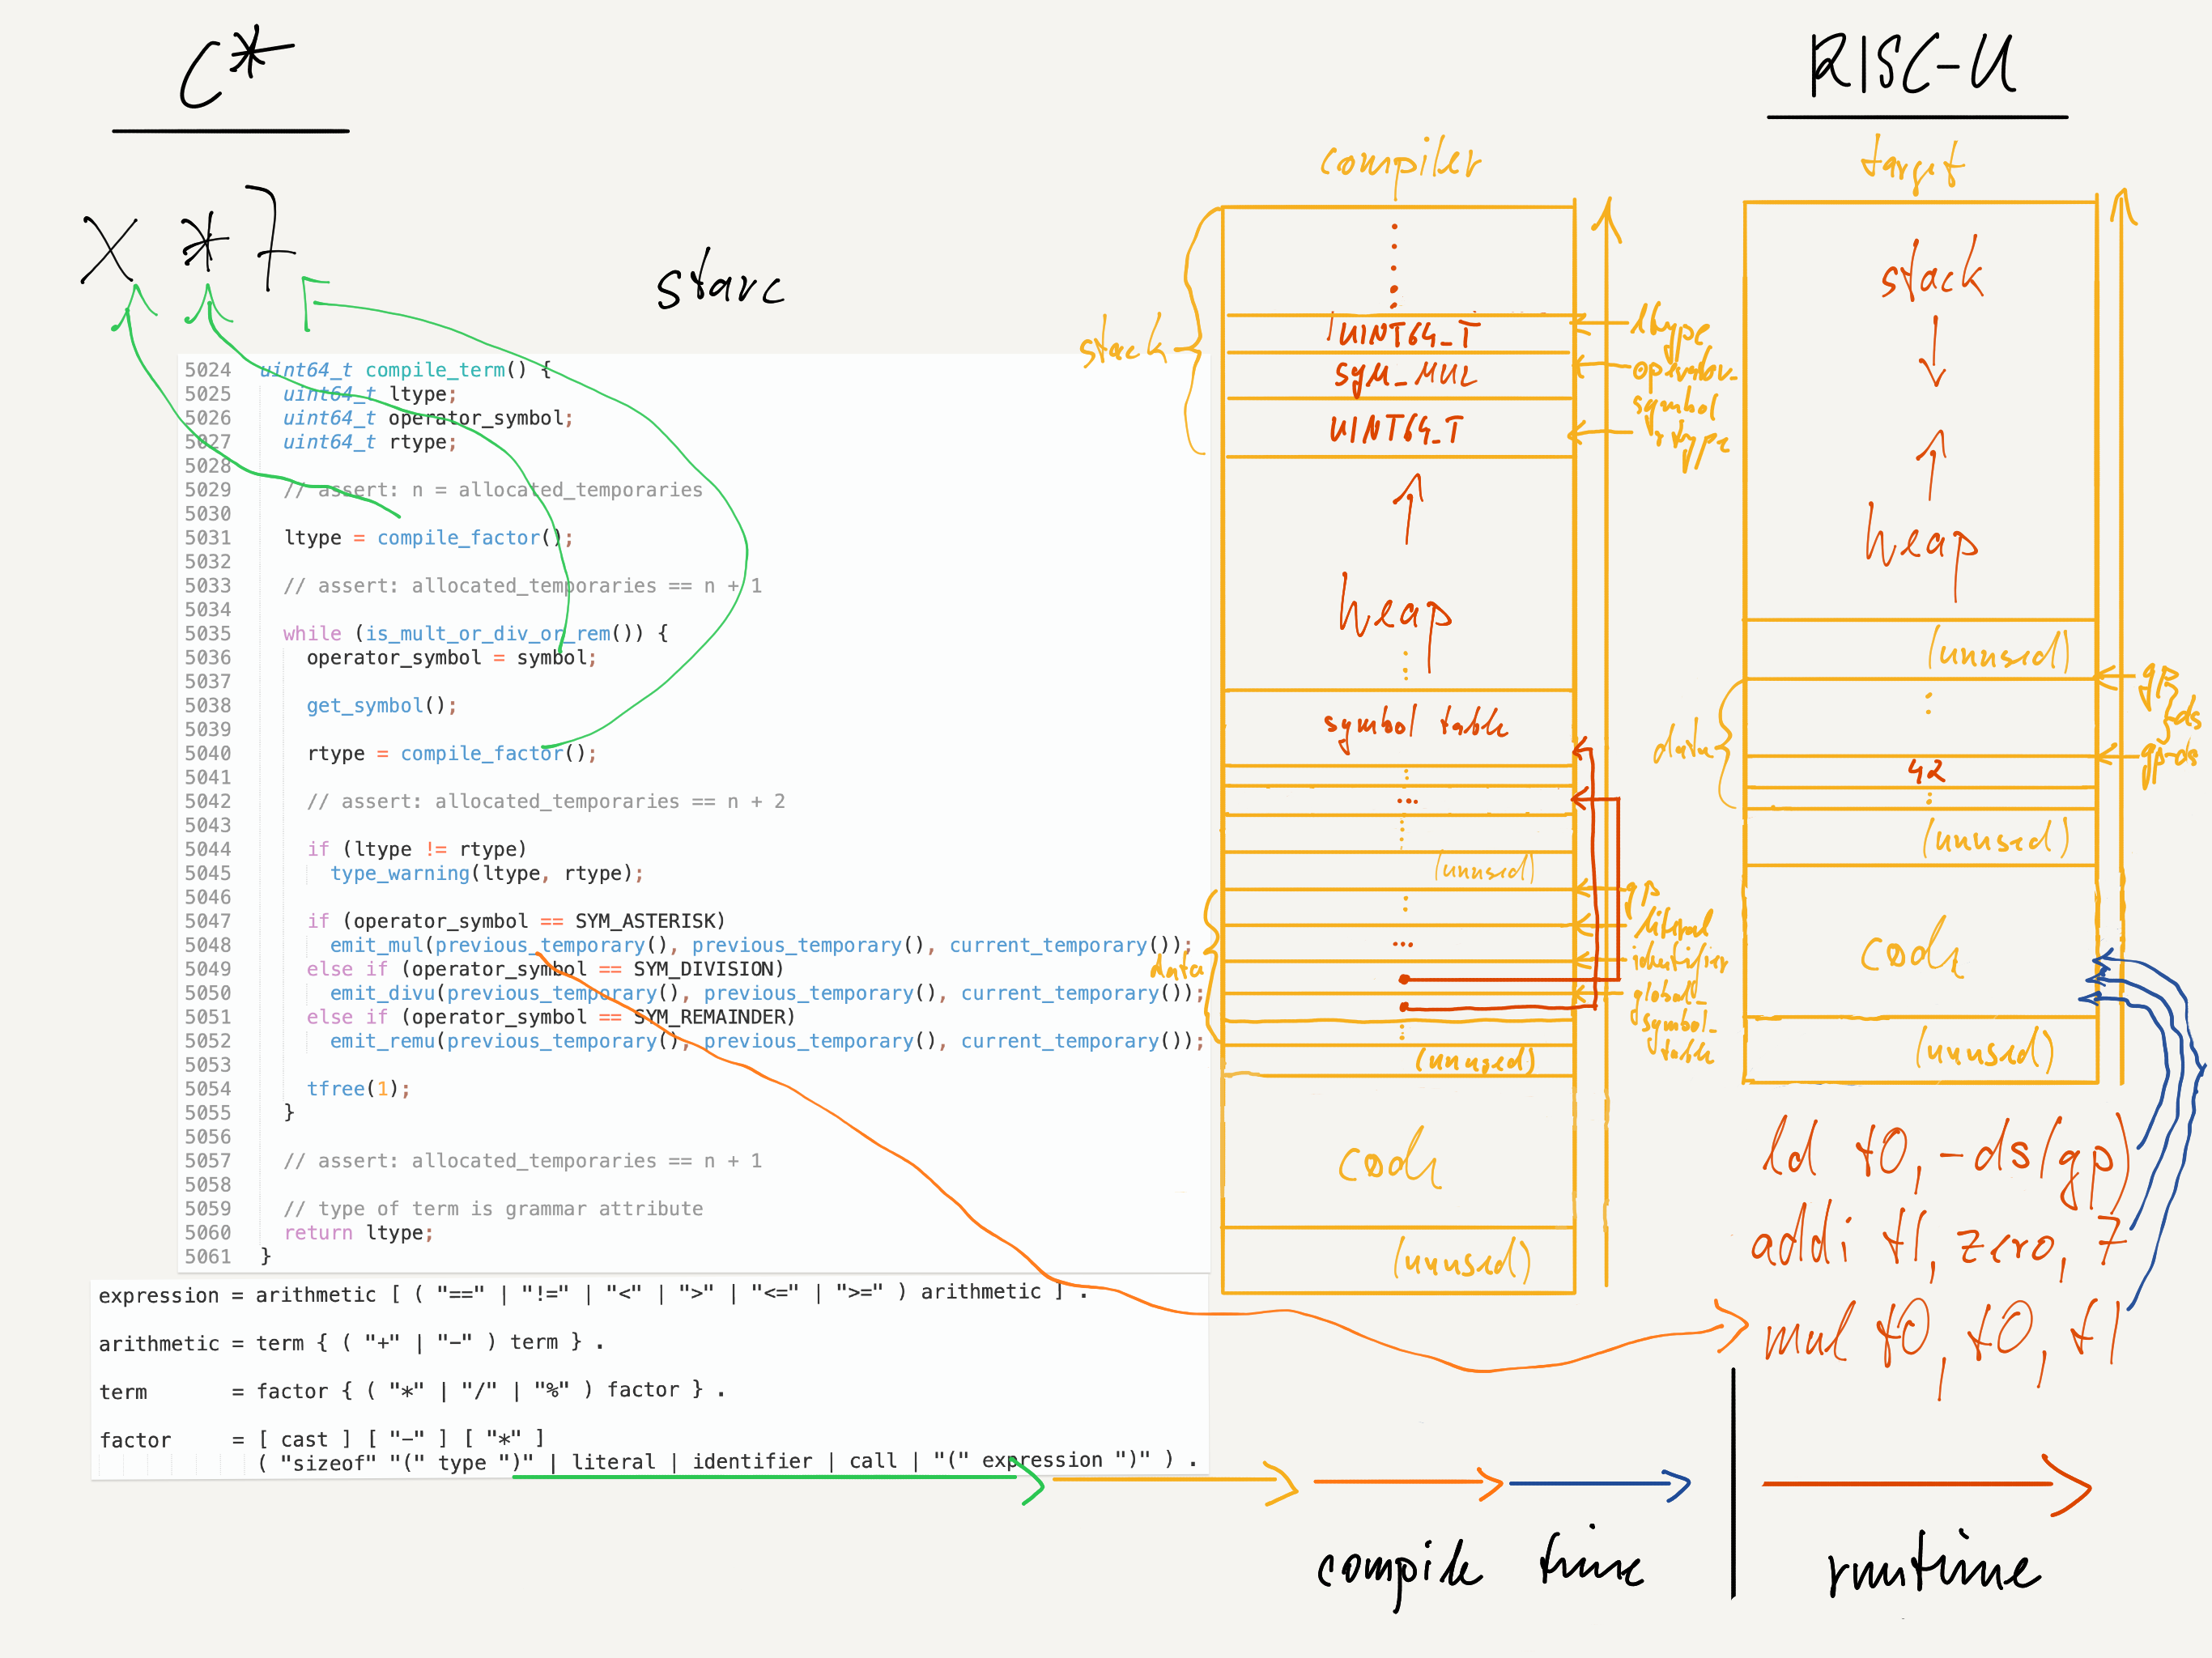 C*
RISC-U
x * 7
starc
5024 uint64_t compile_term() {
5025 uint64_t ltype;
5026 uint64_t operator_symbol;
5027 uint64_t rtype;
5028
5029 // assert: n = allocated_temporaries
5030
5031 ltype = compile_factor();
5032
5033 // assert: allocated_temporaries == n + 1
5034
5035 while (is_mult_or_div_or_rem()) {
5036 operator_symbol = symbol;
5037
5038 get_symbol();
5039
5040 rtype = compile_factor();
5041
5042 // assert: allocated_temporaries == n + 2
5043
5044 if (ltype != rtype)
5045 type_warning(ltype, rtype);
5046
5047 if (operator_symbol == SYM_ASTERISK)
5048 emit_mul(previous_temporary(), previous_temporary(), current_temporary());
5049 else if (operator_symbol == SYM_DIVISION)
5050 emit_divu(previous_temporary(), previous_temporary(), current_temporary());
5051 else if (operator_symbol == SYM_REMAINDER)
5052 emit_remu(previous_temporary(), previous_temporary(), current_temporary());
5053
5054 tfree(1);
5055 }
5056
5057 // assert: allocated_temporaries == n + 1
5058
5059 // type of term is grammar attribute
5060 return ltype;
5061 }
expression = arithmetic [ ( "==" | "!=" | "<" | ">" | "<=" | ">=" ) arithmetic ] .
arithmetic = term { ( "+" | "-" ) term } .
term = factor { ( "*" | "/" | "%" ) factor } .
factor = [ cast ] [ "-" ] [ "*" ]
( "sizeof" "(" type ")" | literal | identifier | call | "(" expression ")" ) .
compiler
stack
UINT64_T
SYM_MUL
UINT64_T
ltype
operator_
symbol
rtype
heap
symbol table
...
(unused)
gp
literal
...
identifier
data
global_
symbol_
table
(unused)
code
(unused)
target
stack
heap
(unused)
gp
-ds
data
gp-ds
42
(unused)
code
(unused)
ld t0,-ds(gp)
addi t1, zero, 7
mul t0, t0, t1
compile time
runtime